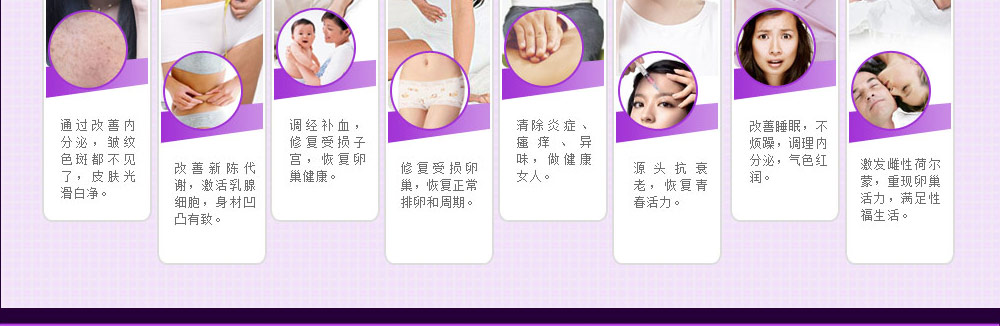 通过改善内
分泌，皱纹
色斑都不见
了，皮肤光
滑白净。
改善新陈代
谢，激活乳腺
细胞，身材凹
凸有致。
调经补血，
修复受损子
宫，恢复卵
巢健康。
修复受损卵
巢，恢复正常
排卵和周期。
清除炎症、
瘙痒、异
味，做健康
女人。
源头抗衰
老，恢复青
春活力。
改善睡眠，不
烦躁，调理内
分泌，气色红
润。
激发雌性荷尔
蒙，重现卵巢
活力，满足性
福生活。